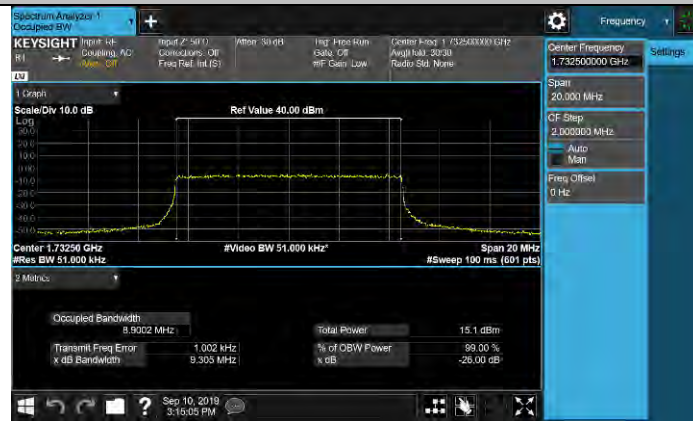 Spectrum Analyzer 1
Occupied BW
Frequency
KEYSIGHT
Input: RF
Coupling: AC
Align: Off
Input Z: 50 Ω
Corrections: Off
Freq Ref: Int (S)
Atten: 30 dB
Trig: Free Run
Gate: Off
#IF Gain: Low
Center Freq: 1.732500000 GHz
Avg|Hold: 30/30
Radio Std: None
LW
1 Graph
Scale/Div 10.0 dB
Ref Value 40.00 dBm
Log
30.0
20.0
10.0
0.00
-10.0
-20.0
-30.0
-40.0
-50.0
Center 1.73250 GHz
#Video BW 51.000 kHz*
Span 20 MHz
#Res BW 51.000 kHz
#Sweep 100 ms (601 pts)
2 Metrics
Occupied Bandwidth
8.9002 MHz
Total Power
15.1 dBm
Transmit Freq Error
1.002 kHz
% of OBW Power
99.00 %
x dB Bandwidth
9.305 MHz
x dB
-26.00 dB
Sep 10, 2019
3:15:05 PM
Center Frequency
1.732500000 GHz
Settings
Span
20.000 MHz
CF Step
2.000000 MHz
Auto
Man
Freq Offset
0 Hz